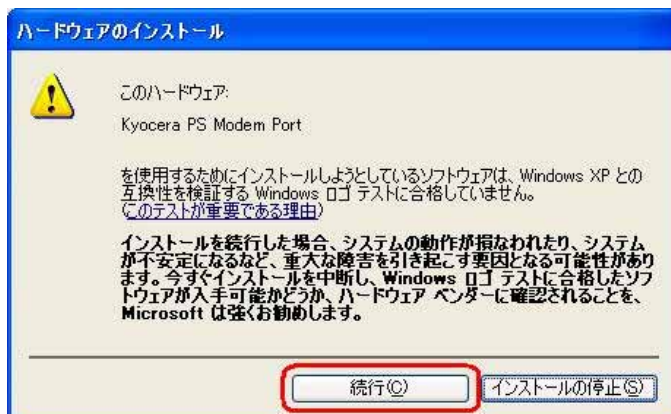 ハードウェアのインストール
このハードウェア:
Kyocera PS Modem Port
を使用するためにインストールしようとしているソフトウェアは、Windows XP との
互換性を検証する Windows ロゴ テストに合格していません。
(このテストが重要である理由)
インストールを続行した場合、システムの動作が損なわれたり、システム
が不安定になるなど、重大な障害を引き起こす要因となる可能性があり
ます。今すぐインストールを中断し、Windows ロゴ テストに合格したソフ
トウェアが入手可能かどうか、ハードウェア ベンダーに確認されることを、
Microsoft は強くお勧めします。
続行(C)
インストールの停止(S)